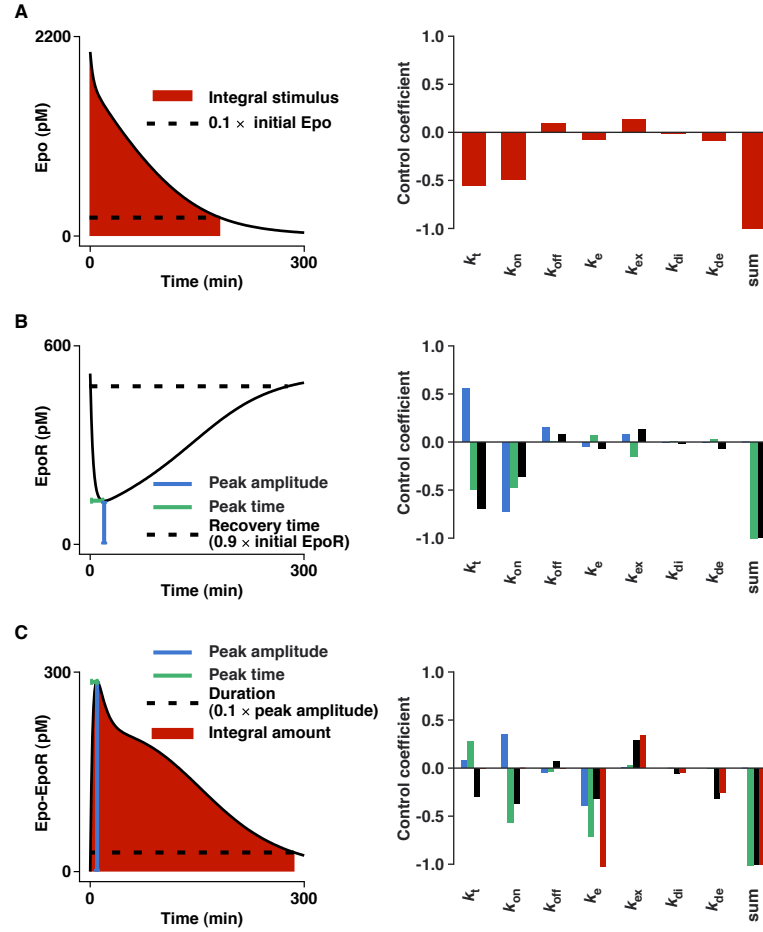 A
2200
0
Epo (pM)
0
300
Time (min)
Integral stimulus
0.1 × initial Epo
1.0
0.5
0.0
-0.5
-1.0
Control coefficient
kt
kon
koff
ke
kex
kdi
kde
sum
B
600
300
0
EpoR (pM)
0
300
Time (min)
Peak amplitude
Peak time
Recovery time
(0.9 × initial EpoR)
1.0
0.5
0.0
-0.5
-1.0
Control coefficient
kt
kon
koff
ke
kex
kdi
kde
sum
C
300
0
Epo-EpoR (pM)
0
300
Time (min)
Peak amplitude
Peak time
Duration
(0.1 × peak amplitude)
Integral amount
1.0
0.5
0.0
-0.5
-1.0
Control coefficient
kt
kon
koff
ke
kex
kdi
kde
sum